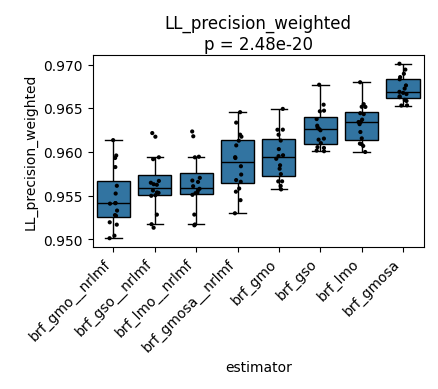 LL_precision_weighted
p = 2.48e-20
LL_precision_weighted
0.970
0.965
0.960
0.955
0.950
brf_gmo__nrlmf
brf_gso__nrlmf
brf_lmo__nrlmf
brf_gmosa__nrlmf
brf_gmo
brf_gso
brf_lmo
brf_gmosa
estimator